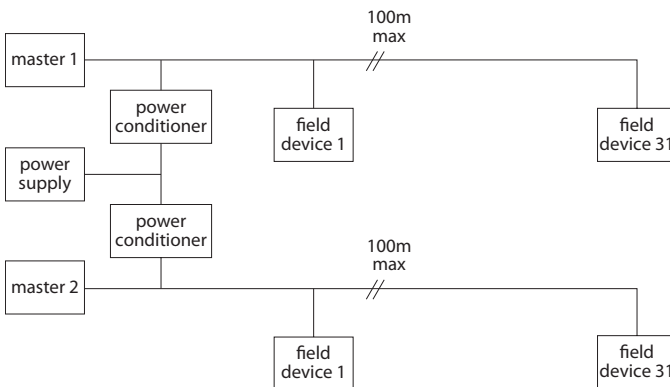 100m
max
master 1
power
conditioner
field
device 1
field
device 31
power
supply
power
conditioner
100m
max
master 2
field
device 1
field
device 31